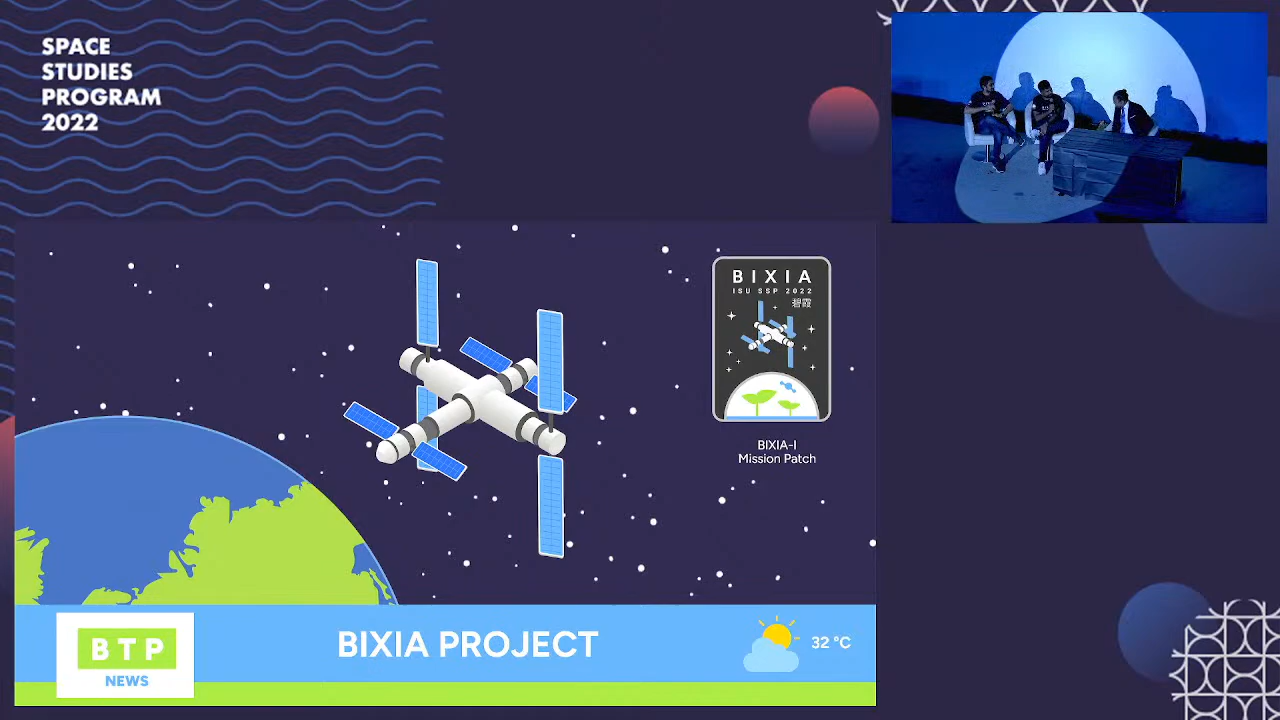 SPACE
STUDIES
PROGRAM
2022
BIXIA
ISU SSP 2022
碧霞
BIXIA-I
Mission Patch
BTP
NEWS
BIXIA PROJECT
32 °C